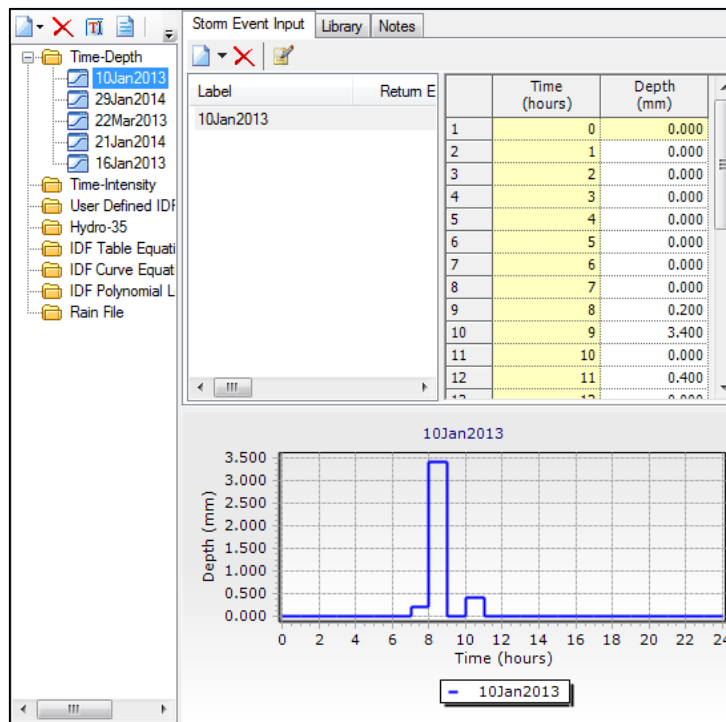 Time-Depth
10Jan2013
29Jan2014
22Mar2013
21Jan2014
16Jan2013
Time-Intensity
User Defined IDF
Hydro-35
IDF Table Equati
IDF Curve Equat
IDF Polynomial L
Rain File
Storm Event Input Library Notes
Label Return E
10Jan2013
Time (hours) Depth (mm)
1 0 0.000
2 1 0.000
3 2 0.000
4 3 0.000
5 4 0.000
6 5 0.000
7 6 0.000
8 7 0.000
9 8 0.200
10 9 3.400
11 10 0.000
12 11 0.400
10Jan2013
Depth (mm)
3.500
3.000
2.500
2.000
1.500
1.000
0.500
0.000
0 2 4 6 8 10 12 14 16 18 20 22 24
Time (hours)
10Jan2013